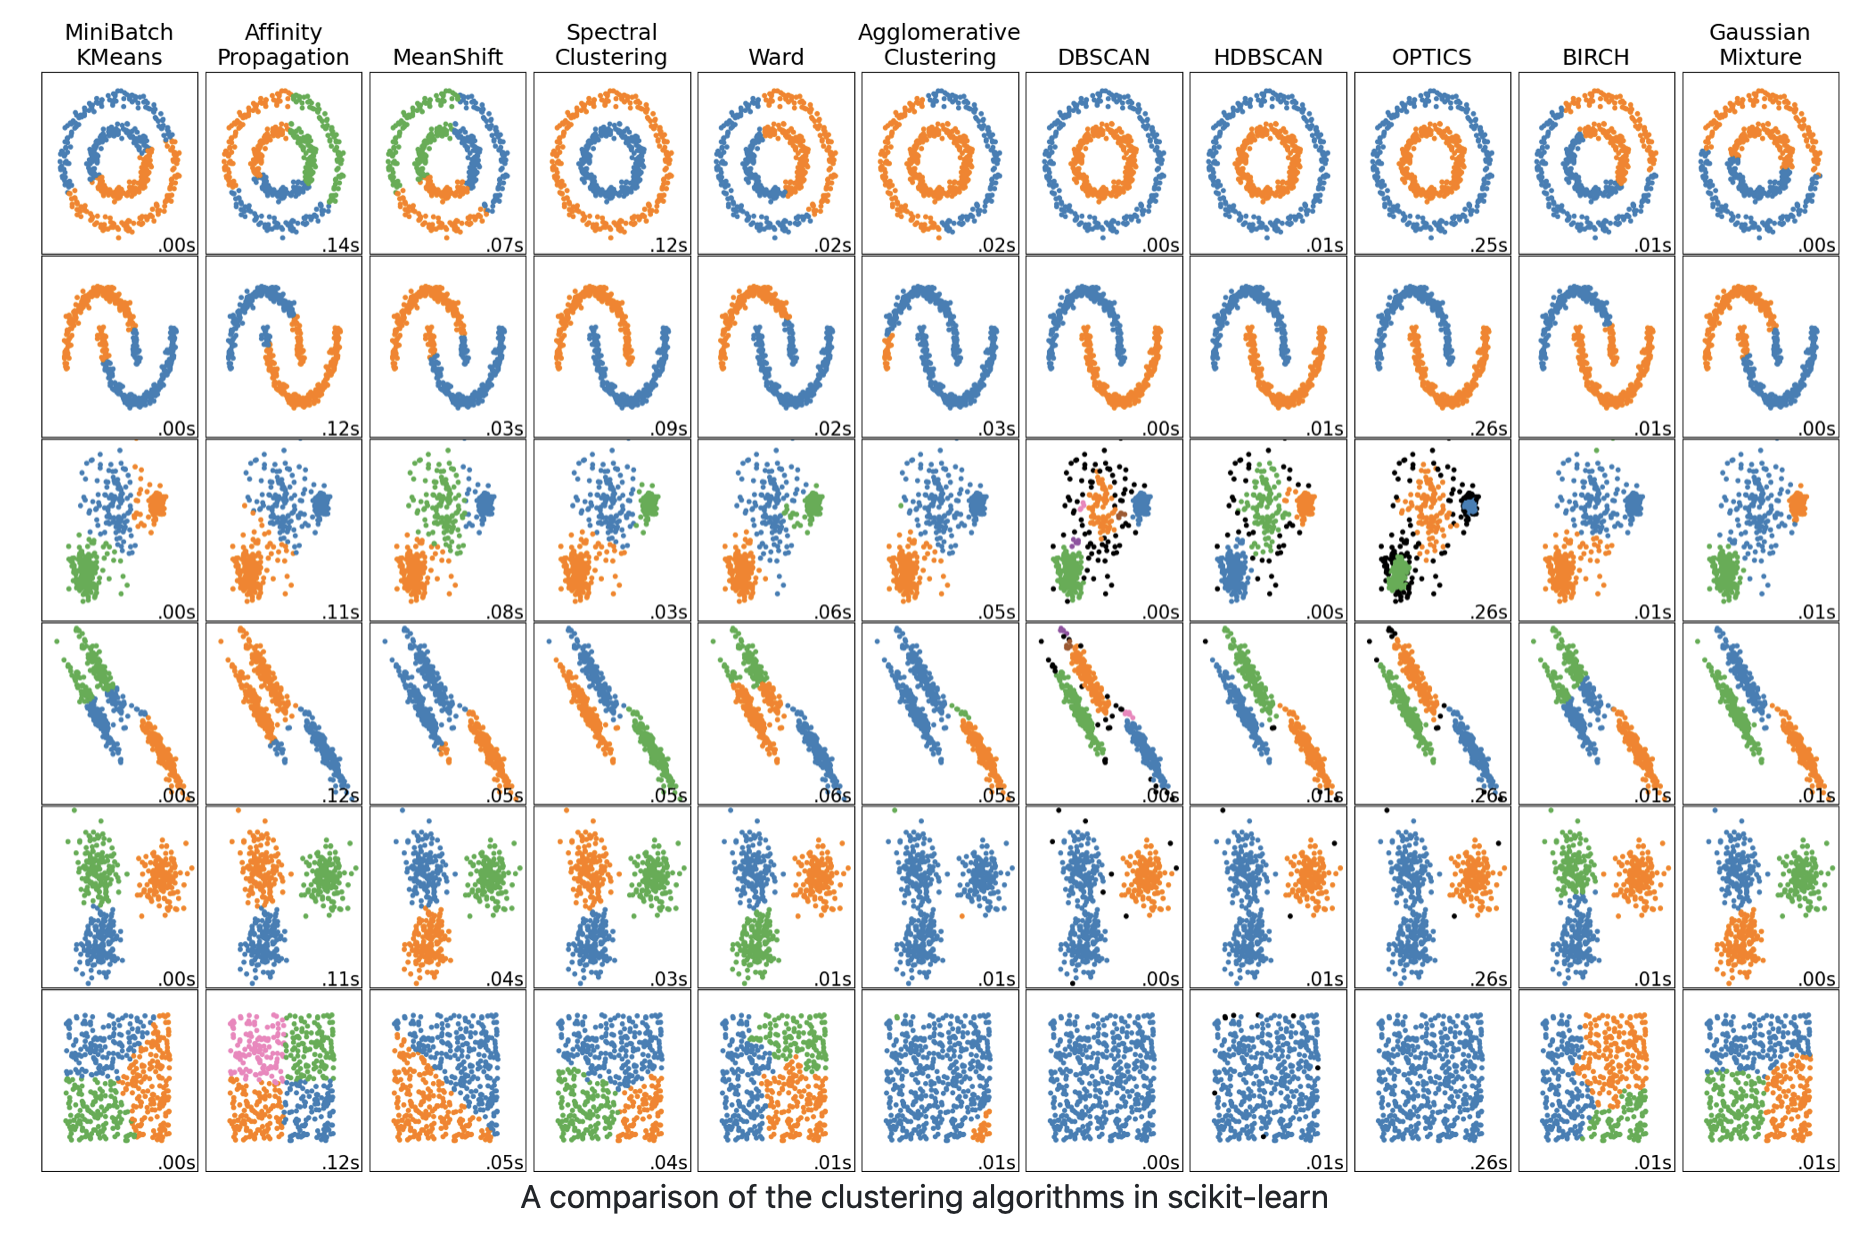 MiniBatch
KMeans
Affinity
Propagation
MeanShift
Spectral
Clustering
Ward
Agglomerative
Clustering
DBSCAN
HDBSCAN
OPTICS
BIRCH
Gaussian
Mixture
.00s .14s .07s .12s .02s .02s .00s .01s .25s .01s .00s
.00s .12s .03s .09s .02s .03s .00s .01s .26s .01s .00s
.00s .11s .08s .03s .06s .05s .00s .00s .26s .01s .01s
.00s .12s .05s .05s .06s .05s .00s .01s .26s .01s .01s
.00s .11s .04s .03s .01s .01s .00s .01s .26s .01s .00s
.00s .12s .05s .04s .01s .01s .00s .01s .26s .01s .01s
A comparison of the clustering algorithms in scikit-learn